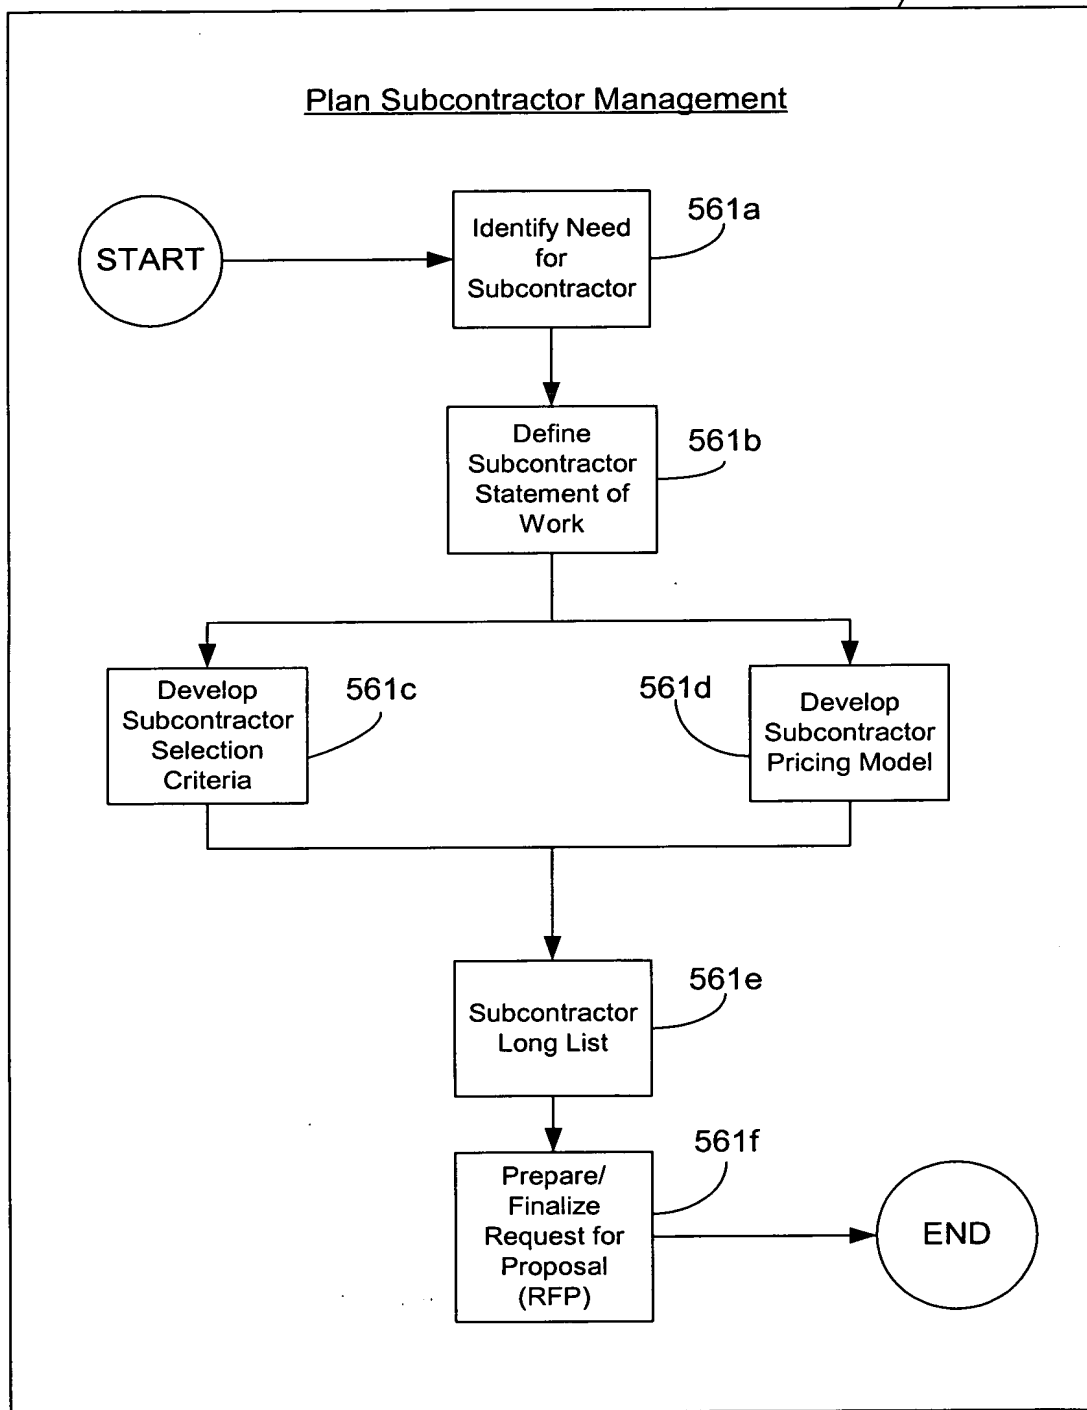 Plan Subcontractor Management
START
Identify Need
for
Subcontractor
561a
Define
Subcontractor
Statement of
Work
561b
Develop
Subcontractor
Selection
Criteria
561c
561d
Develop
Subcontractor
Pricing Model
Subcontractor
Long List
561e
Prepare/
Finalize
Request for
Proposal
(RFP)
561f
END